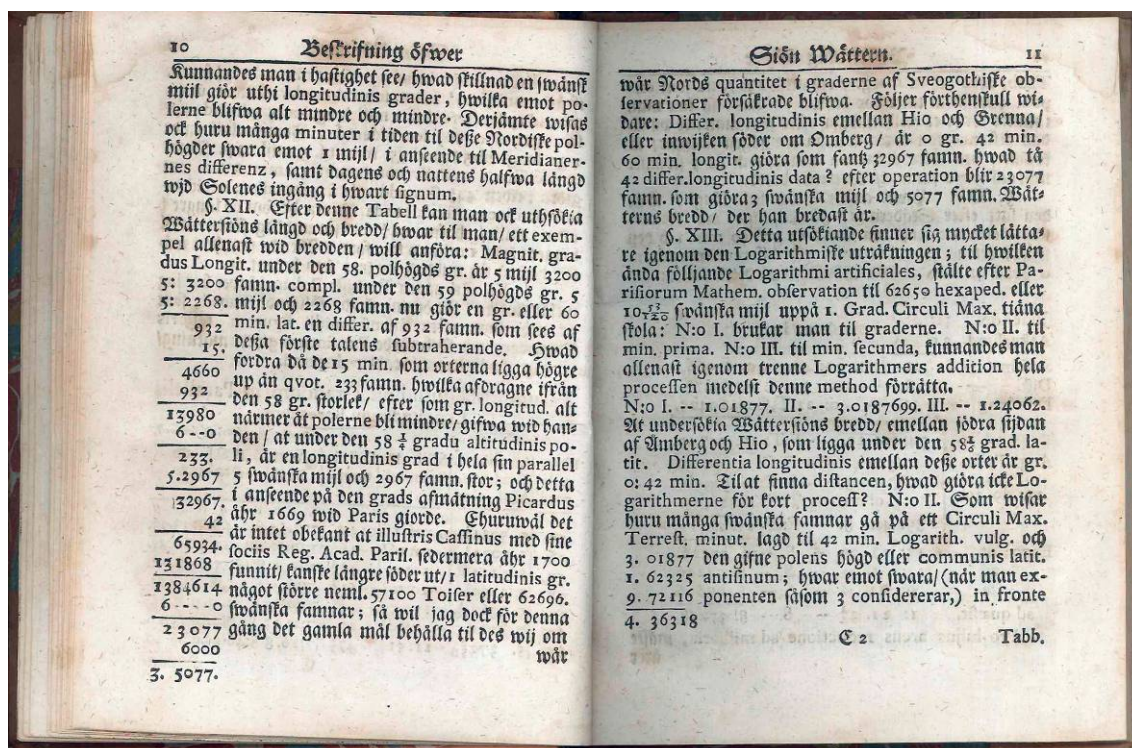 10 Beskrifning öfwer
Kunnandes man i hastighet see/ hwad skillnad en swänsk
mijl giör uthi longitudinis grader, hwilka emot po-
lerne blifwa alt mindre och mindre. Derjämte wisas
ock huru många minuter i tiden til deße Nordiske pol-
högder swara emot 1 mijl/ i anseende til Meridianer-
nes differenz, samt dagens och nattens halfwa längd
wjd Solenes ingång i hwart signum.
§. XII. Efter denne Tabell kan man ock uthsökia
Wättersiöns längd och bredd/ hwar til man/ ett exem-
pel allenast wid bredden/ will anföra: Magnit. gra-
dus Longit. under den 58. polhögds gr. är 5 mijl 3200
5: 3200 famn. compl. under den 59 polhögds gr. 5
5: 2268. mijl och 2268 famn. nu giör en gr. eller 60
932 min. lat. en differ. af 932 famn. som sees af
15. deßa förste talens subtraherande. Hwad
4660 fordra då de 15 min. som orterna ligga högre
932 up än qvot. 233 famn. hwilka afdragne ifrån
den 58 gr. storlek/ efter som gr. longitud. alt
13980 närmer åt polerne bli mindre/ gifwa wid han-
6--0 den/ at under den 58 ¼ gradu altitudinis po-
233. li, är en longitudinis grad i hela sin parallel
5.2967 5 swänska mijl och 2967 famn. stor; och detta
32967. i anseende på den grads afmätning Picardus
42 åhr 1669 wid Paris giorde. Ehuruwäl det
65934. är intet obekant at illustris Cassinus med sine
131868 sociis Reg. Acad. Paris. sedermera åhr 1700
funnit/ kanske längre söder ut/ 1 latitudinis gr.
1384614 något större neml. 57100 Toiser eller 62696.
6----0 swänska famnar; så wil jag dock för denna
23077 gång det gamla mål behålla til des wij om
6000 wår
3. 5077.
Siön Wättern. 11
wår Nords quantitet i graderne af Sveogothiske ob-
servationer försäkrade blifwa. Följer förthenskull wi-
dare: Differ. longitudinis emellan Hio och Grenna/
eller inwijken söder om Omberg/ är 0 gr. 42 min.
60 min. longit. giöra som fantz 32967 famn. hwad tå
42 differ. longitudinis data? efter operation blir 23077
famn. som giöra 3 swänska mijl och 5077 famn. Wät-
terns bredd/ der han bredast är.
§. XIII. Detta utsökiande finner sig mycket lätta-
re igenom den Logarithmiske uträkningen; til hwilken
ända följjande Logarithmi artificiales, stälte efter Pa-
risiorum Mathem. observation til 62650 hexaped. eller
10 53/120 swänska mijl uppå 1. Grad. Circuli Max. tiäna
skola: N:o I. brukar man til graderne. N:o II. til
min. prima. N:o III. til min. secunda, kunnandes man
allenast igenom trenne Logarithmers addition hela
processen medelst denne method förrätta.
N:o I. -- 1.01877. II. -- 3.0187699. III. -- 1.24062.
At undersökia Wättersiöns bredd/ emellan södra sijdan
af Amberg och Hio, som ligga under den 58¼ grad. la-
tit. Differentia longitudinis emellan deße orter är gr.
0: 42 min. Til at finna distancen, hwad giöra icke Lo-
garithmerne för kort process? N:o II. Som wisar
huru många swänska famnar gå på ett Circuli Max.
Terrest. minut. lagd til 42 min. Logarith. vulg. och
3. 01877 den gifne polens högd eller communis latit.
1. 62325 antisinum; hwar emot swara/ (när man ex-
9. 72116 ponenten såsom 3 considererar,) in fronte
4. 36318
C 2 Tabb.